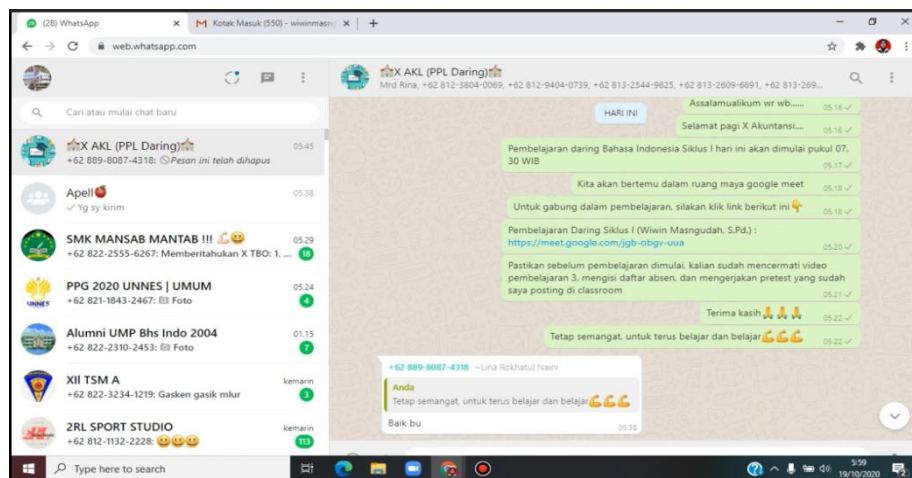 (28) WhatsApp
Kotak Masuk (550) - wiwinmasn
web.whatsapp.com
Cari atau mulai chat baru
X AKL (PPL Daring)
05.45
+62 889-8087-4318: Pesan ini telah dihapus
Apell
05.38
Yg sy kirim
SMK MANSAB MANTAB !!!
05.29
+62 822-2555-6267: Memberitahukan X TBO: 1. ...
18
PPG 2020 UNNES | UMUM
05.24
+62 821-1843-2467: Foto
4
UNNES
Alumni UMP Bhs Indo 2004
01.15
+62 822-2310-2453: Foto
7
XII TSM A
kemarin
+62 822-3234-1219: Gasken gasik mlur
3
2RL SPORT STUDIO
kemarin
+62 812-1132-2228:
113
X AKL (PPL Daring)
Mrd Rina, +62 812-3804-0069, +62 812-9404-0739, +62 813-2544-9625, +62 813-2609-6691, +62 813-269...
HARI INI
Assalamualikum wr wb......
05.16
Selamat pagi X Akuntansi....
05.16
Pembelajaran daring Bahasa Indonesia Siklus I hari ini akan dimulai pukul 07.
30 WIB
05.17
Kita akan bertemu dalam ruang maya google meet
05.18
Untuk gabung dalam pembelajaran, silakan klik link berikut ini
05.18
Pembelajaran Daring Siklus I (Wiwin Masngudah, S.Pd.) :
https://meet.google.com/jgb-obgv-uua
05.20
Pastikan sebelum pembelajaran dimulai, kalian sudah mencermati video
pembelajaran 3, mengisi daftar absen, dan mengerjakan pretest yang sudah
saya posting di classroom
05.21
Terima kasih
05.22
Tetap semangat, untuk terus belajar dan belajar
05.22
+62 889-8087-4318 ~Lina Rokhatul Naini
Anda
Tetap semangat, untuk terus belajar dan belajar
Baik bu
05.38
Type here to search
5:59
19/10/2020